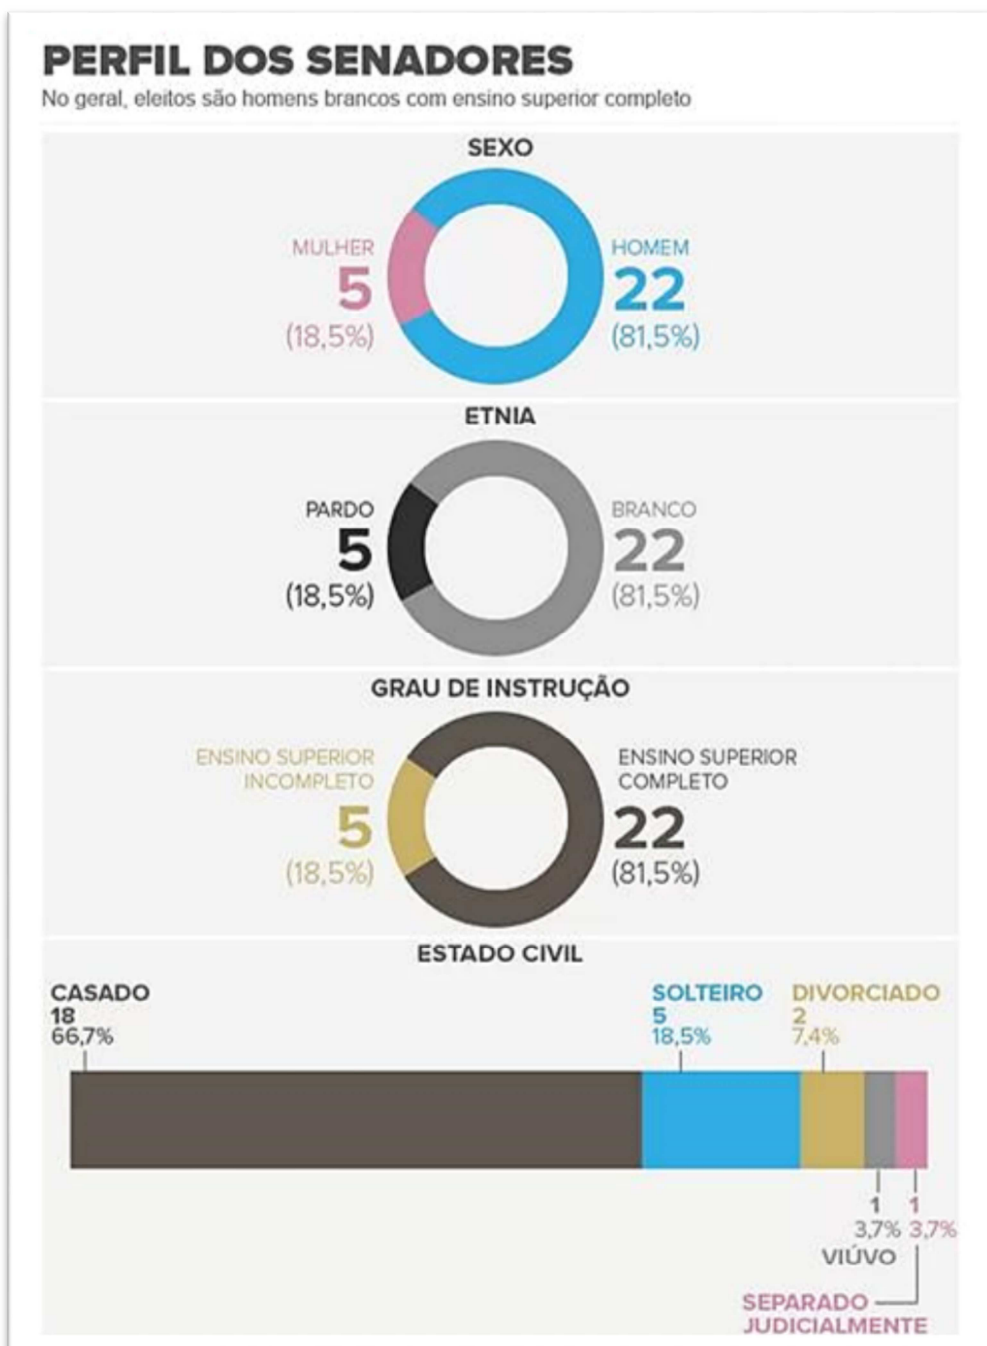 PERFIL DOS SENADORES
No geral, eleitos são homens brancos com ensino superior completo
SEXO
MULHER
5
(18,5%)
HOMEM
22
(81,5%)
ETNIA
PARDO
5
(18,5%)
BRANCO
22
(81,5%)
GRAU DE INSTRUÇÃO
ENSINO SUPERIOR
INCOMPLETO
5
(18,5%)
ENSINO SUPERIOR
COMPLETO
22
(81,5%)
ESTADO CIVIL
CASADO
18
66,7%
SOLTEIRO
5
18,5%
DIVORCIADO
2
7,4%
1
3,7%
VIÚVO
1
3,7%
SEPARADO
JUDICIALMENTE